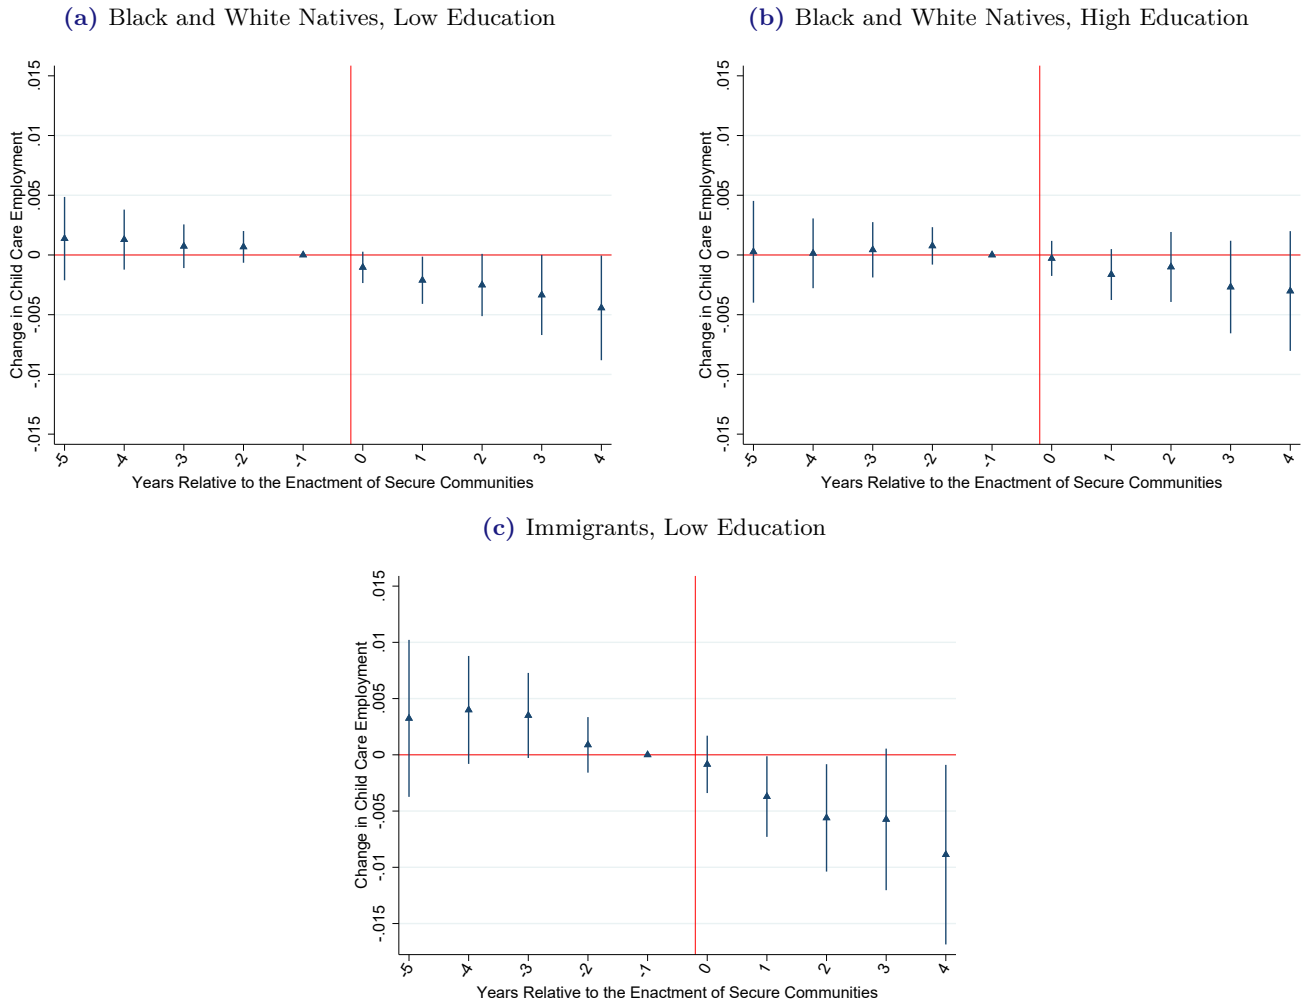 (a) Black and White Natives, Low Education
Change in Child Care Employment
.015
.01
.005
0
-.005
-.01
-.015
-5 -4 -3 -2 -1 0 1 2 3 4
Years Relative to the Enactment of Secure Communities
(b) Black and White Natives, High Education
Change in Child Care Employment
.015
.01
.005
0
-.005
-.01
-.015
-5 -4 -3 -2 -1 0 1 2 3 4
Years Relative to the Enactment of Secure Communities
(c) Immigrants, Low Education
Change in Child Care Employment
.015
.01
.005
0
-.005
-.01
-.015
-5 -4 -3 -2 -1 0 1 2 3 4
Years Relative to the Enactment of Secure Communities